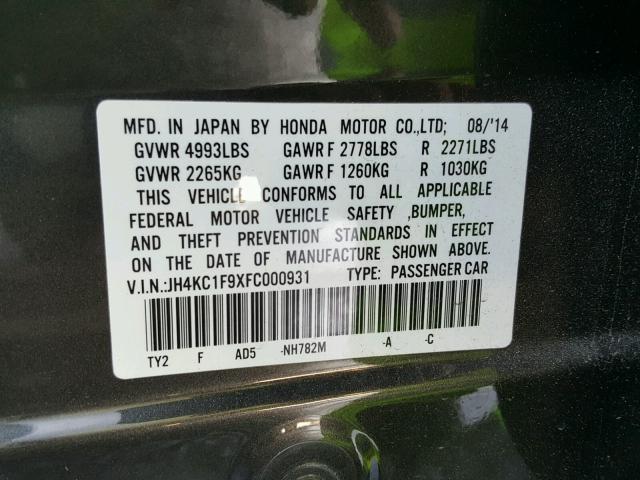 MFD. IN JAPAN BY HONDA MOTOR CO.,LTD; 08/'14
GVWR 4993LBS GAWR F 2778LBS R 2271LBS
GVWR 2265KG GAWR F 1260KG R 1030KG
THIS VEHICLE CONFORMS TO ALL APPLICABLE
FEDERAL MOTOR VEHICLE SAFETY ,BUMPER,
AND THEFT PREVENTION STANDARDS IN EFFECT
ON THE DATE OF MANUFACTURE SHOWN ABOVE.
V.I.N.:JH4KC1F9XFC000931 TYPE: PASSENGER CAR
TY2 F AD5 -NH782M -A -C